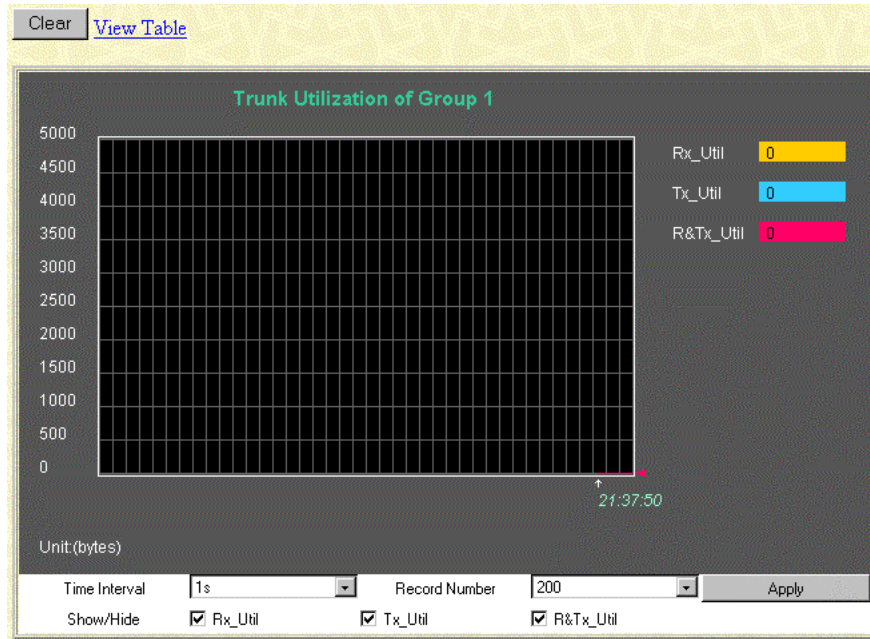 Clear View Table
Trunk Utilization of Group 1
5000
4500
4000
3500
3000
2500
2000
1500
1000
500
0
Rx_Util 0
Tx_Util 0
R&Tx_Util 0
21:37:50
Unit:(bytes)
Time Interval 1s Record Number 200 Apply
Show/Hide Rx_Util Tx_Util R&Tx_Util